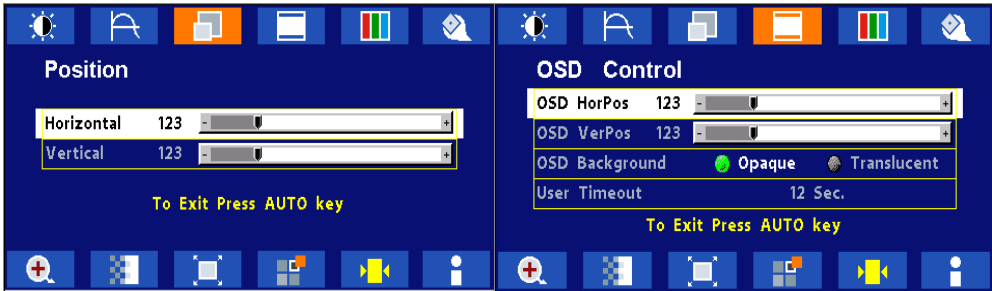 Position
Horizontal 123 - +
Vertical 123 - +
To Exit Press AUTO key
OSD Control
OSD HorPos 123 - +
OSD VerPos 123 - +
OSD Background Opaque Translucent
User Timeout 12 Sec.
To Exit Press AUTO key